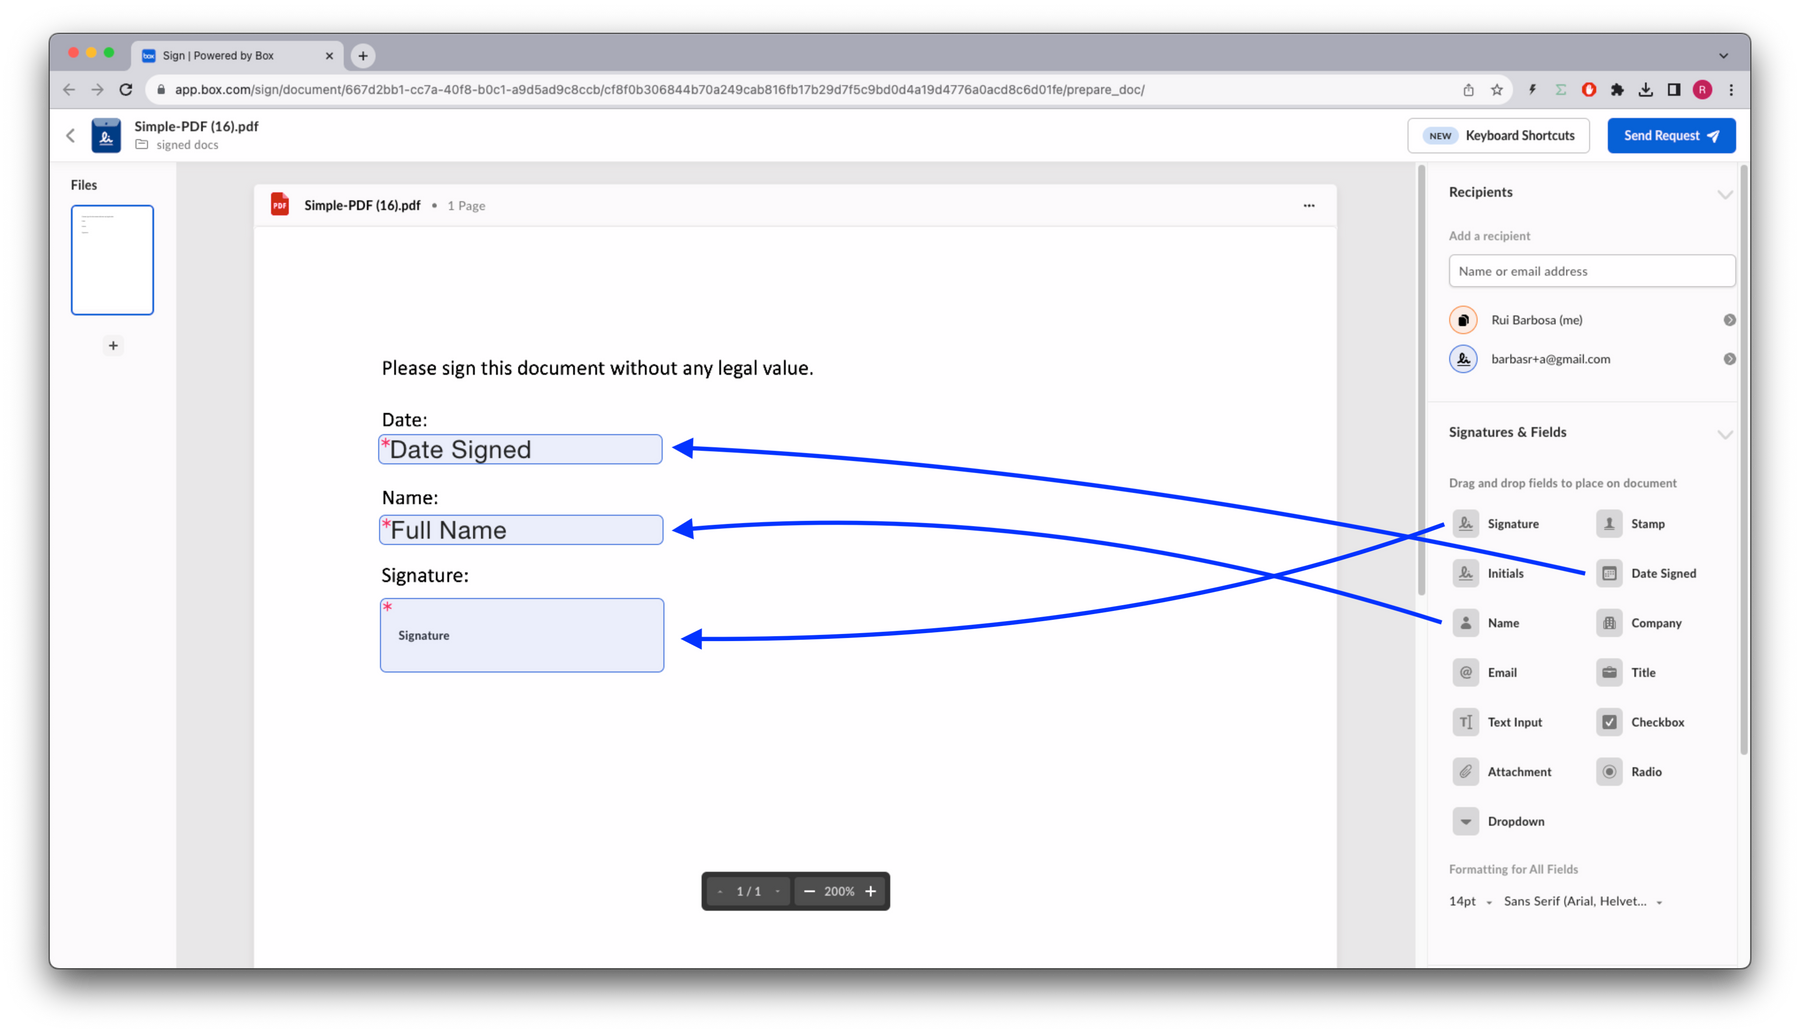 box Sign | Powered by Box
app.box.com/sign/document/667d2bb1-cc7a-40f8-b0c1-a9d5ad9c8ccb/cf8f0b306844b70a249cab816fb17b29d7f5c9bd0d4a19d4776a0acd8c6d01fe/prepare_doc/
R
Simple-PDF (16).pdf
signed docs
NEW Keyboard Shortcuts
Send Request
Files
PDF Simple-PDF (16).pdf • 1 Page
Please sign this document without any legal value.
Date:
*Date Signed
Name:
*Full Name
Signature:
*
Signature
1 / 1
200%
Recipients
Add a recipient
Name or email address
Rui Barbosa (me)
barbasr+a@gmail.com
Signatures & Fields
Drag and drop fields to place on document
Signature Stamp
Initials Date Signed
Name Company
@ Email Title
Text Input Checkbox
Attachment Radio
Dropdown
Formatting for All Fields
14pt Sans Serif (Arial, Helvet...